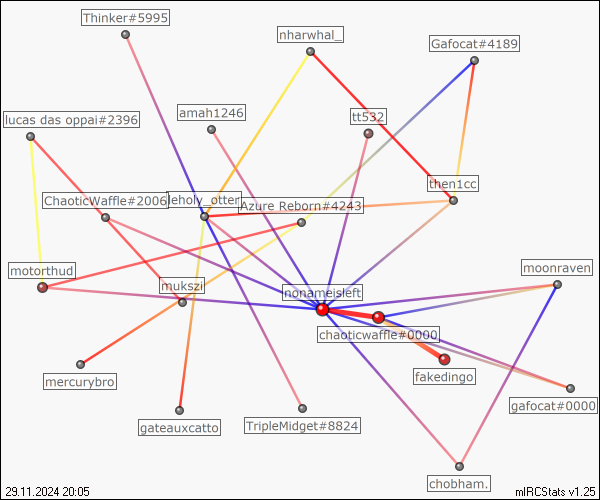 Thinker#5995
nharwhal_
Gafocat#4189
lucas das oppai#2396
amah1246
tt532
then1cc
ChaoticWaffle#2006
leholy_otter
Azure Reborn#4243
motorthud
mukszi
nonameisleft
moonraven
chaoticwaffle#0000
mercurybro
fakedingo
gafocat#0000
gateauxcatto
TripleMidget#8824
chobham.
29.11.2024 20:05
mIRCStats v1.25